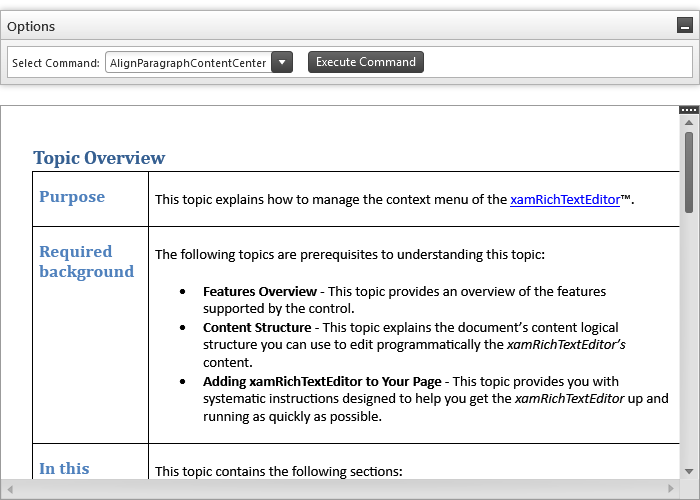 Options
Select Command: AlignParagraphContentCenter Execute Command
Topic Overview
Purpose
This topic explains how to manage the context menu of the xamRichTextEditor™.
Required
background
The following topics are prerequisites to understanding this topic:
• Features Overview - This topic provides an overview of the features
supported by the control.
• Content Structure - This topic explains the document’s content logical
structure you can use to edit programmatically the xamRichTextEditor’s
content.
• Adding xamRichTextEditor to Your Page - This topic provides you with
systematic instructions designed to help you get the xamRichTextEditor up and
running as quickly as possible.
In this
This topic contains the following sections: